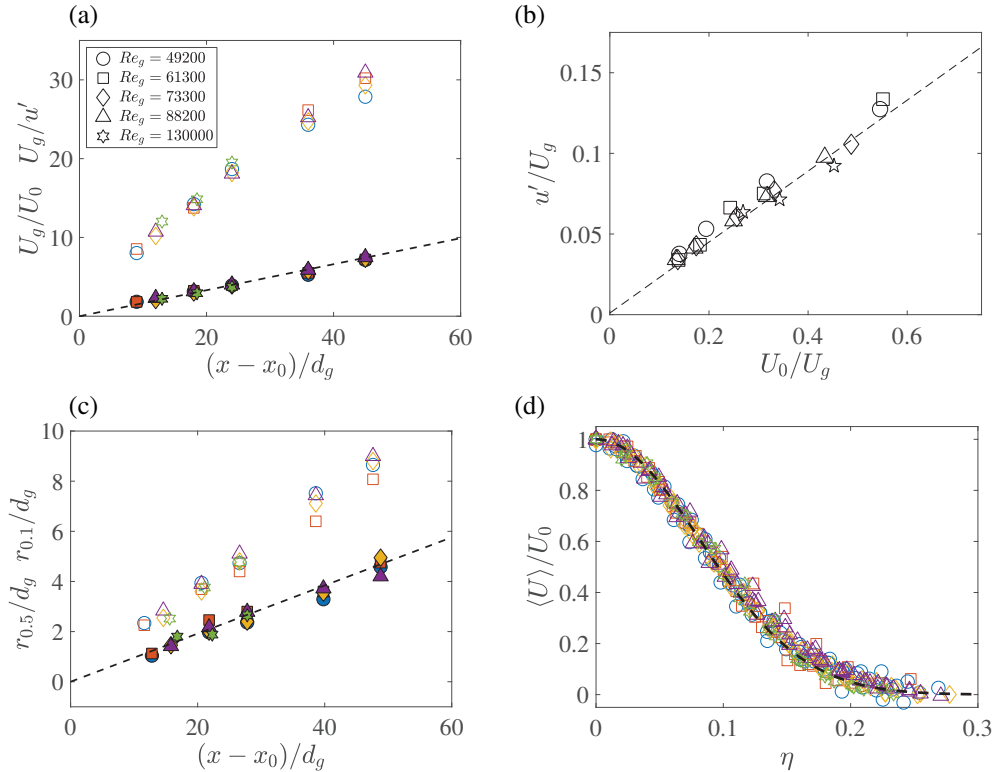 (a)
30
20
10
0
U_g/U_0 U_g/u'
Re_g = 49200
Re_g = 61300
Re_g = 73300
Re_g = 88200
Re_g = 130000
0 20 40 60
(x − x_0)/d_g
(b)
0.15
0.1
0.05
0
u'/U_g
0 0.2 0.4 0.6
U_0/U_g
(c)
10
8
6
4
2
0
r_{0.5}/d_g r_{0.1}/d_g
0 20 40 60
(x − x_0)/d_g
(d)
1
0.8
0.6
0.4
0.2
0
⟨U⟩/U_0
0 0.1 0.2 0.3
η